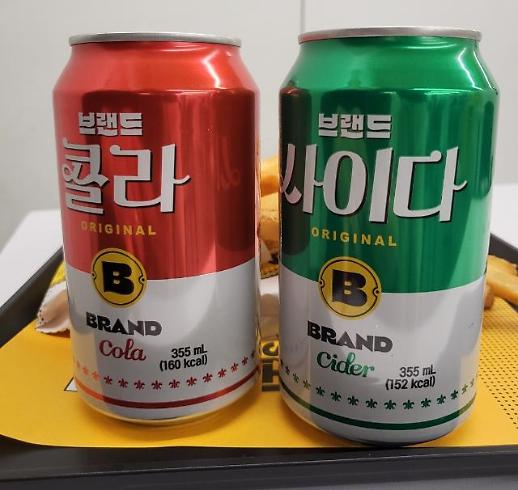 브랜드
콜라
ORIGINAL
B
BRAND
Cola
355 mL
(160 kcal)
브랜드
사이다
ORIGINAL
B
BRAND
Cider
355 mL
(152 kcal)